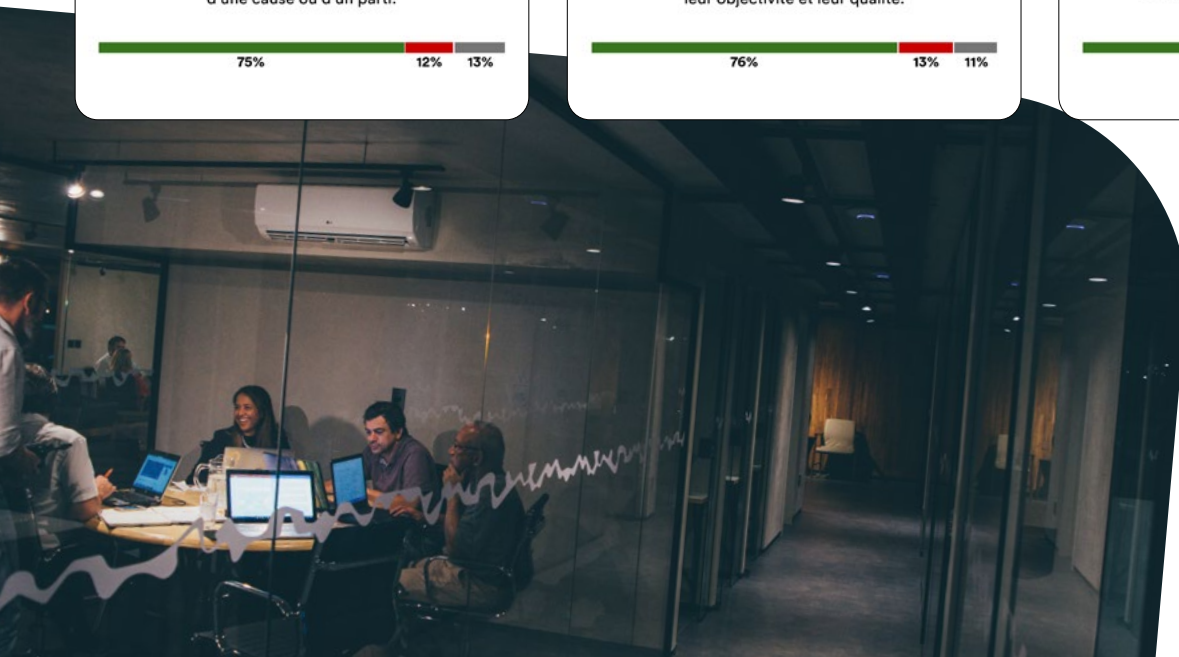 d'une cause ou d'un parti.
75% 12% 13%
leur objectivité et leur qualité.
76% 13% 11%